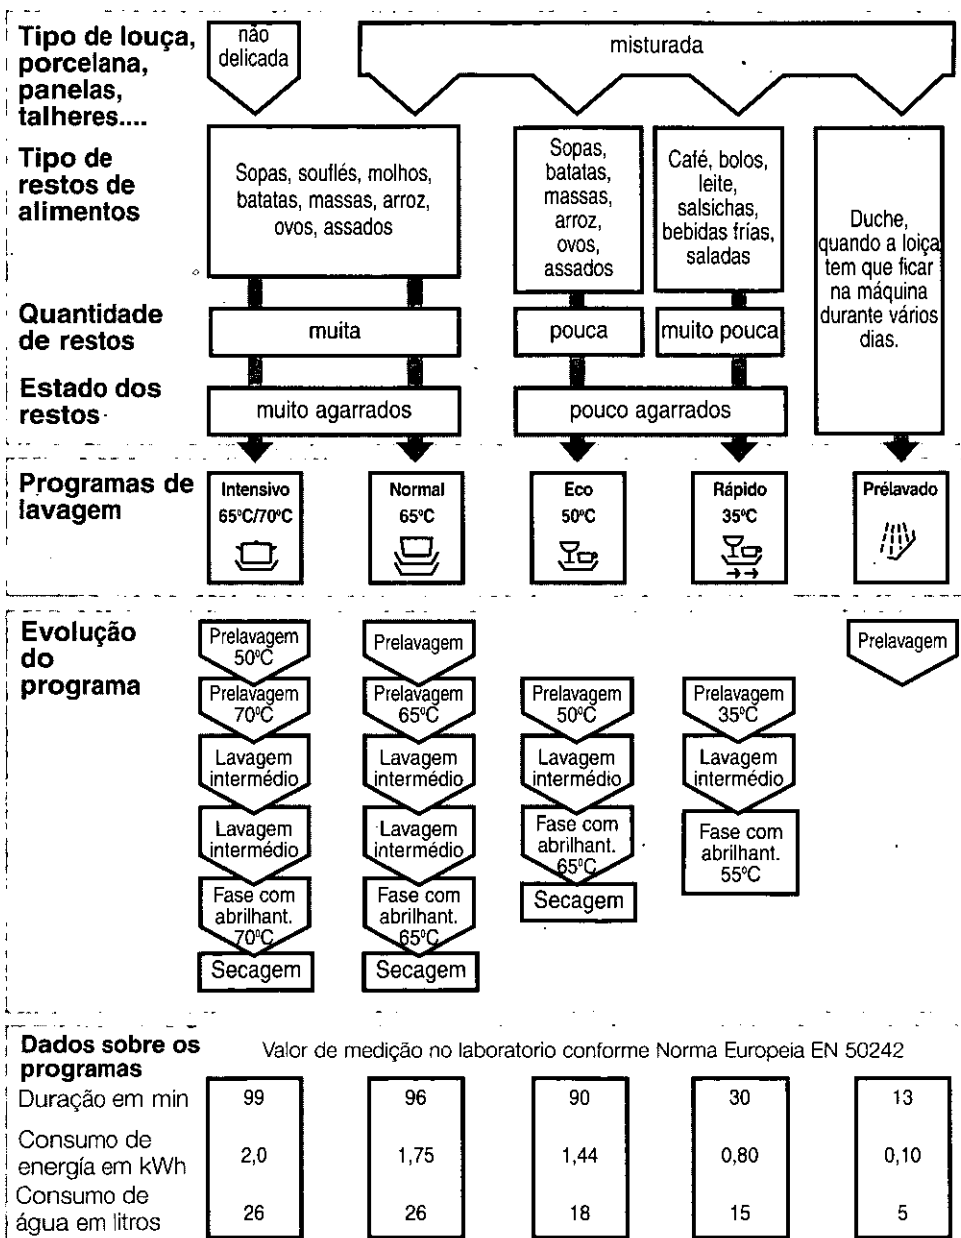 Tipo de louça,
porcelana,
panelas,
talheres....
não
delicada
misturada
Tipo de
restos de
alimentos
Sopas, souflés, molhos,
batatas, massas, arroz,
ovos, assados
Sopas,
batatas,
massas,
arroz,
ovos,
assados
Café, bolos,
leite,
salsichas,
bebidas frias,
saladas
Duche,
quando a loiça
tem que ficar
na máquina
durante vários
dias.
Quantidade
de restos
muita
pouca
muito pouca
Estado dos
restos
muito agarrados
pouco agarrados
Programas de
lavagem
Intensivo
65ºC/70ºC
Normal
65ºC
Eco
50ºC
Rápido
35ºC
Prélavado
Evolução
do
programa
Prelavagem
50ºC
Prelavagem
70ºC
Lavagem
intermédio
Lavagem
intermédio
Fase com
abrilhant.
70ºC
Secagem
Prelavagem
Prelavagem
65ºC
Lavagem
intermédio
Lavagem
intermédio
Fase com
abrilhant.
65ºC
Secagem
Prelavagem
50ºC
Lavagem
intermédio
Fase com
abrilhant.
65ºC
Secagem
Prelavagem
35ºC
Lavagem
intermédio
Fase com
abrilhant.
55ºC
Prelavagem
Dados sobre os
programas
Valor de medição no laboratorio conforme Norma Europeia EN 50242
Duração em min 99 96 90 30 13
Consumo de
energía em kWh 2,0 1,75 1,44 0,80 0,10
Consumo de
água em litros 26 26 18 15 5